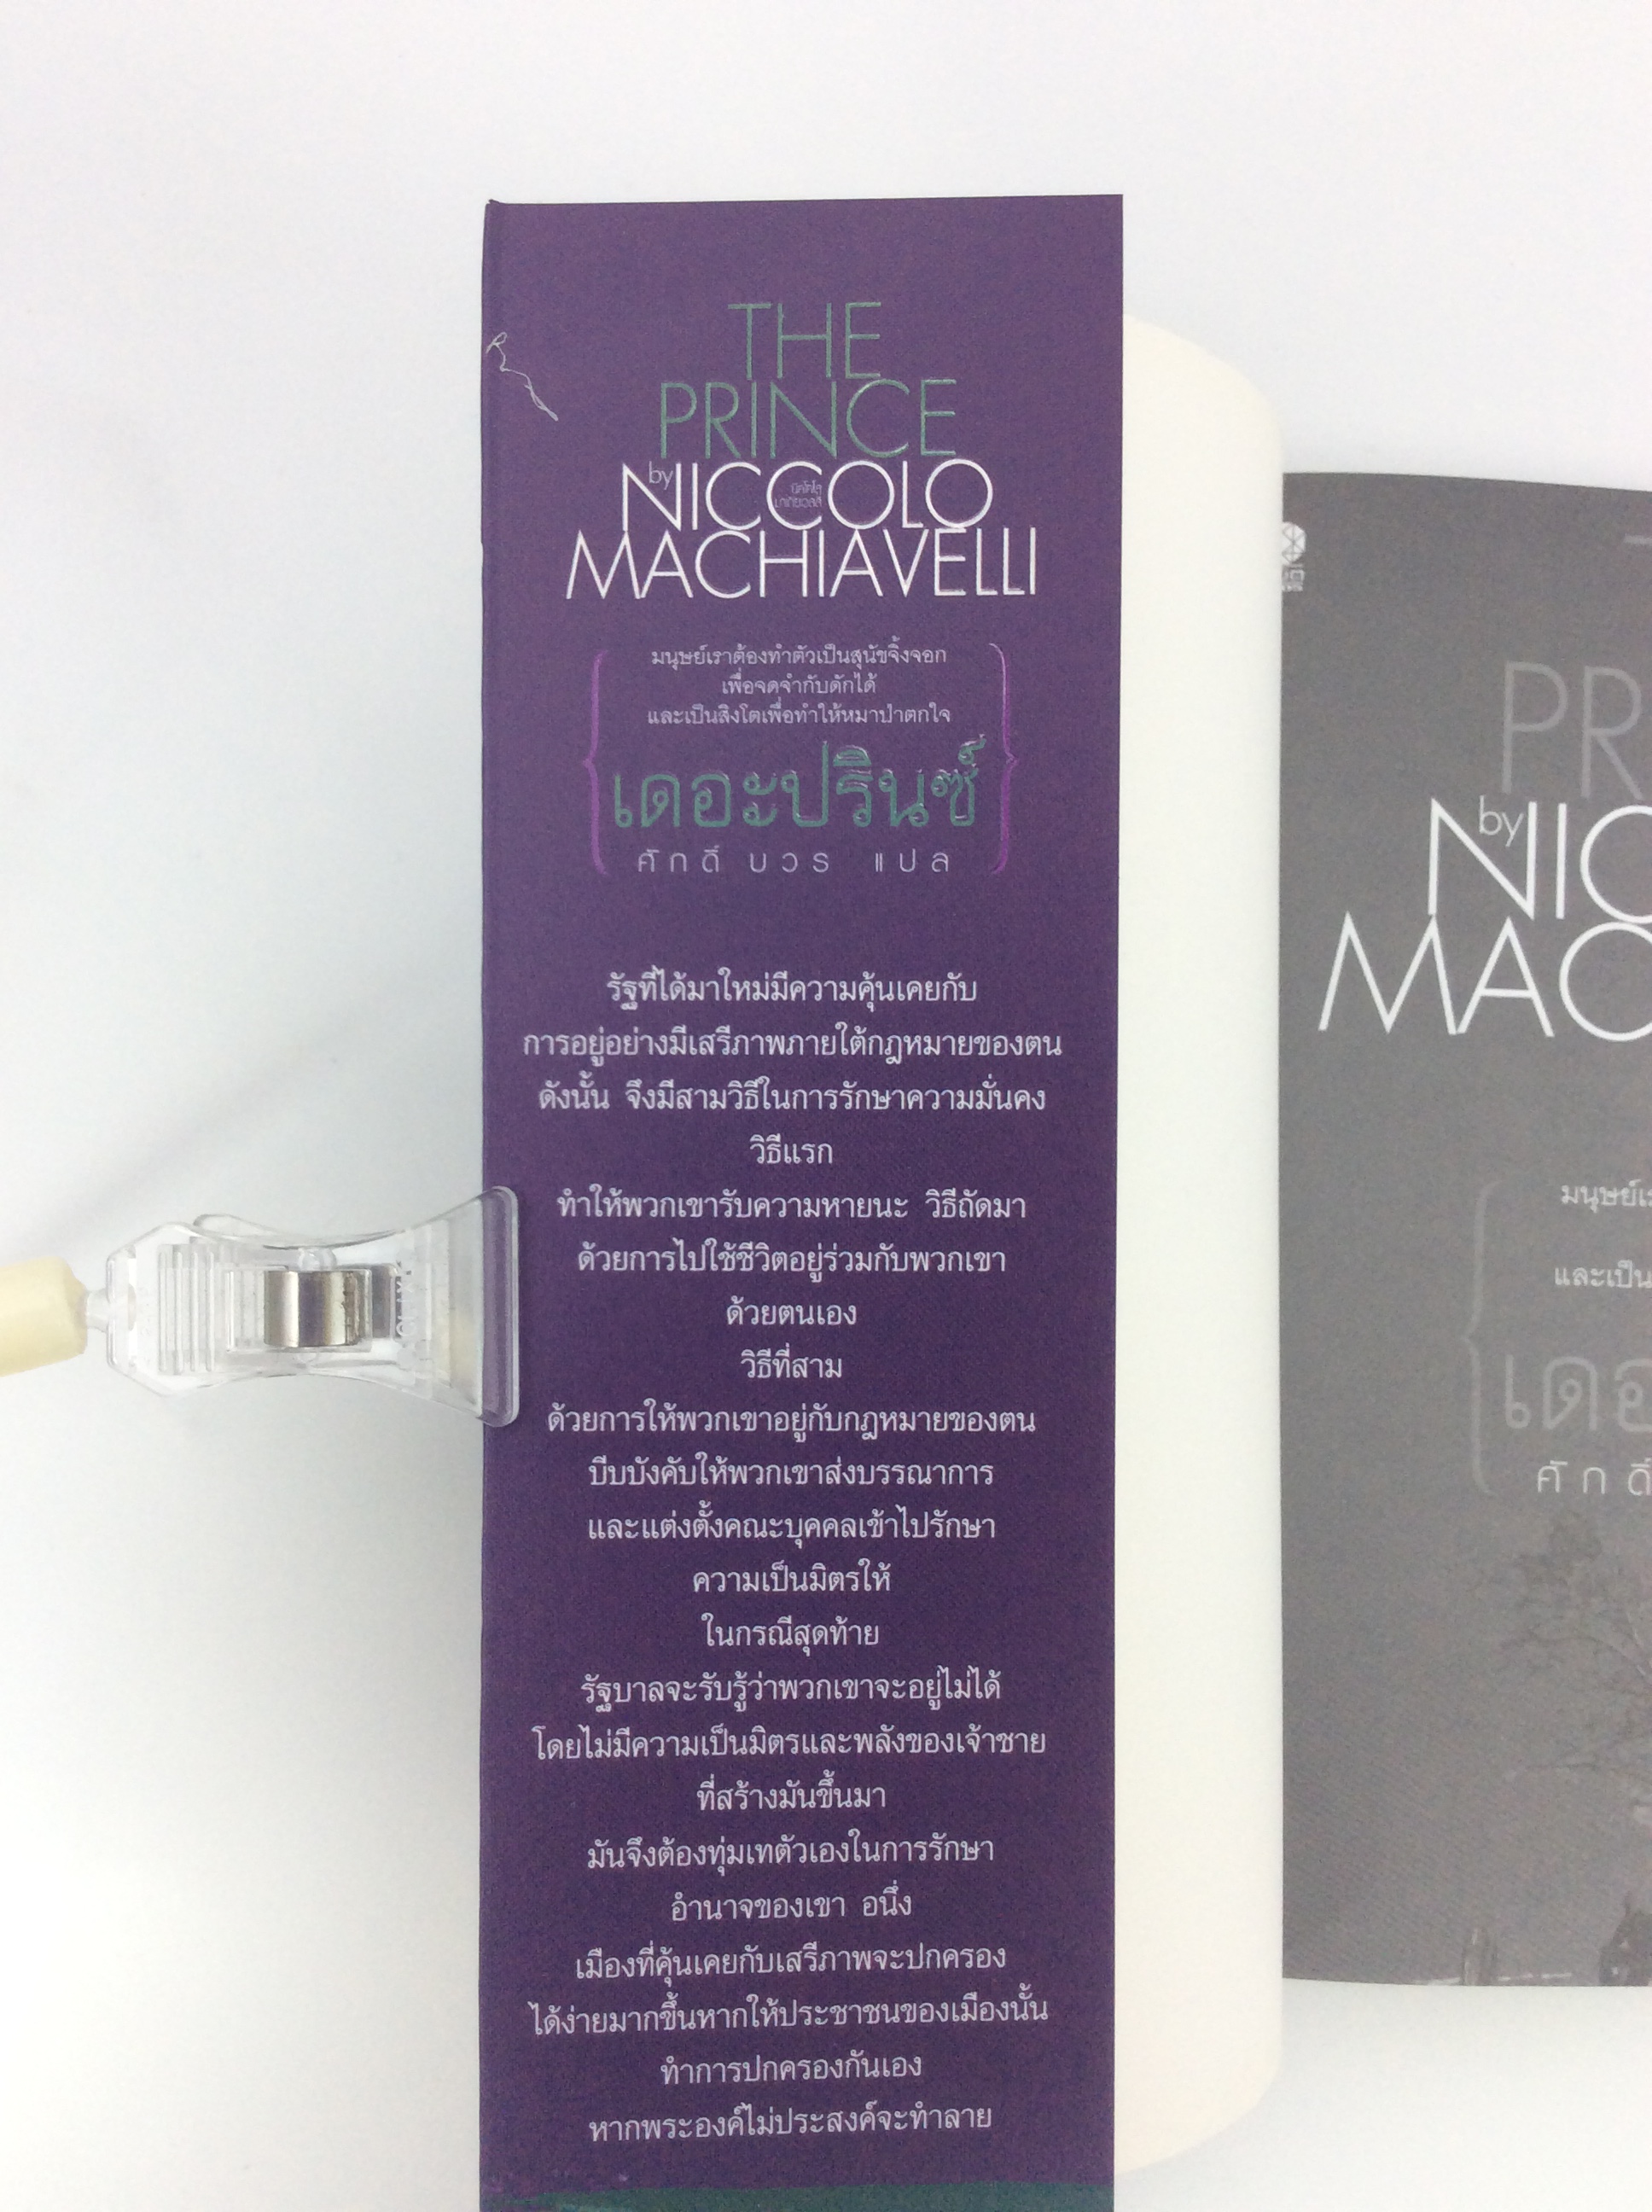 THE
PRINCE
by
NICCOLO
นิคโคโล
มาเคียเวลลี
MACHIAVELLI
มนุษย์เราต้องทำตัวเป็นสุนัขจิ้งจอก
เพื่อจดจำกับดักได้
และเป็นสิงโตเพื่อทำให้หมาป่าตกใจ
เดอะปรินซ์
ศักดิ์ บวร แปล
รัฐที่ได้มาใหม่มีความคุ้นเคยกับ
การอยู่อย่างมีเสรีภาพภายใต้กฎหมายของตน
ดังนั้น จึงมีสามวิธีในการรักษาความมั่นคง
วิธีแรก
ทำให้พวกเขารับความหายนะ วิธีถัดมา
ด้วยการไปใช้ชีวิตอยู่ร่วมกับพวกเขา
ด้วยตนเอง
วิธีที่สาม
ด้วยการให้พวกเขาอยู่กับกฎหมายของตน
บีบบังคับให้พวกเขาส่งบรรณาการ
และแต่งตั้งคณะบุคคลเข้าไปรักษา
ความเป็นมิตรให้
ในกรณีสุดท้าย
รัฐบาลจะรับรู้ว่าพวกเขาจะอยู่ไม่ได้
โดยไม่มีความเป็นมิตรและพลังของเจ้าชาย
ที่สร้างมันขึ้นมา
มันจึงต้องทุ่มเทตัวเองในการรักษา
อำนาจของเขา อนึ่ง
เมืองที่คุ้นเคยกับเสรีภาพจะปกครอง
ได้ง่ายมากขึ้นหากให้ประชาชนของเมืองนั้น
ทำการปกครองกันเอง
หากพระองค์ไม่ประสงค์จะทำลาย
PR
by
NIC
MAC
มนุษย์เ
และเป็น
เดอ
ศักดิ์